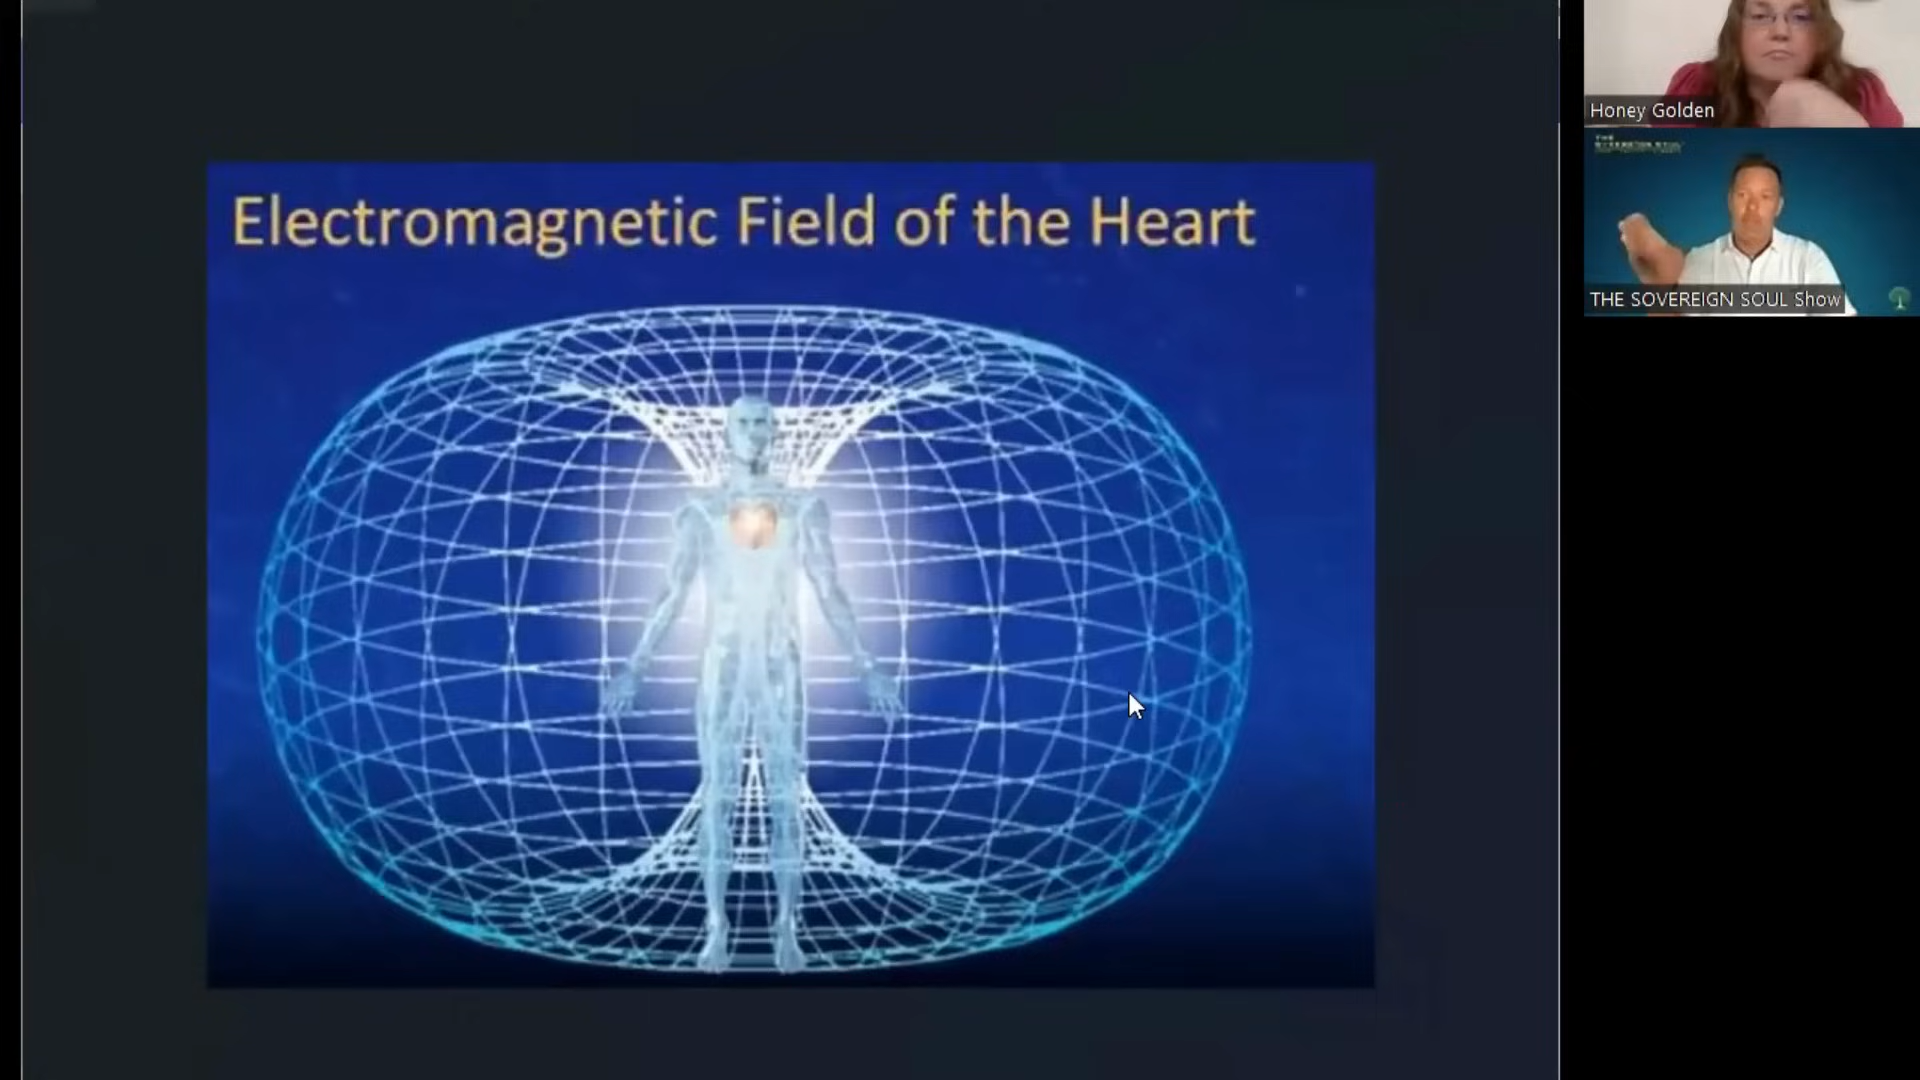 Electromagnetic Field of the Heart
Honey Golden
THE SOVEREIGN SOUL Show